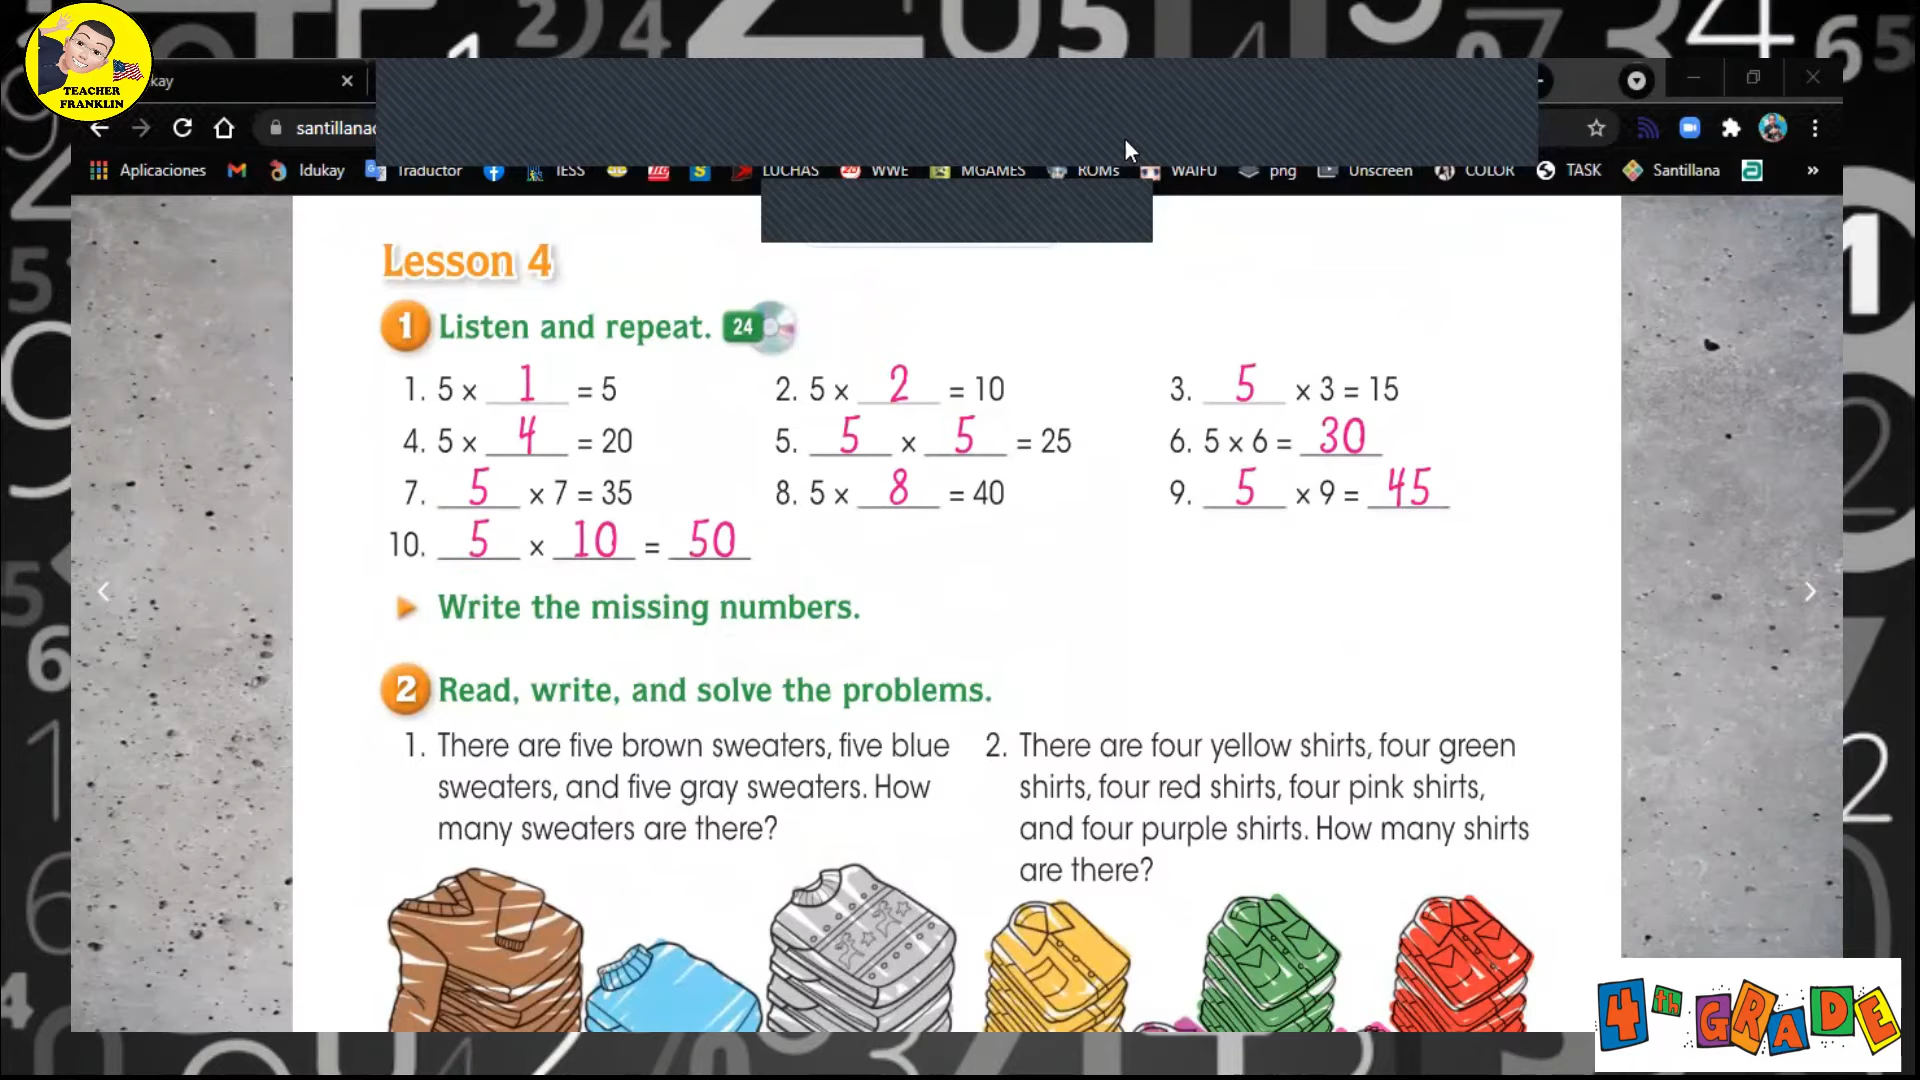 TEACHER
FRANKLIN
kay
santillanac
Aplicaciones Idukay Traductor IESS LUCHAS WWE MGAMES ROMs WAIFU png Unscreen COLOR TASK Santillana »
Lesson 4
1 Listen and repeat. 24
1. 5 × 1 = 5 2. 5 × 2 = 10 3. 5 × 3 = 15
4. 5 × 4 = 20 5. 5 × 5 = 25 6. 5 × 6 = 30
7. 5 × 7 = 35 8. 5 × 8 = 40 9. 5 × 9 = 45
10. 5 × 10 = 50
Write the missing numbers.
2 Read, write, and solve the problems.
1. There are five brown sweaters, five blue
sweaters, and five gray sweaters. How
many sweaters are there?
2. There are four yellow shirts, four green
shirts, four red shirts, four pink shirts,
and four purple shirts. How many shirts
are there?
4th GRADE